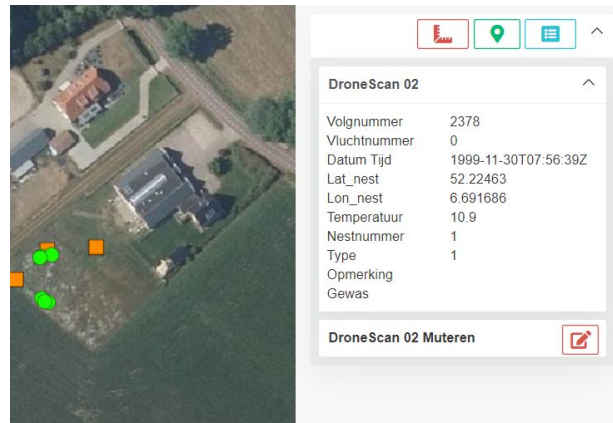 DroneScan 02
Volgnummer 2378
Vluchtnummer 0
Datum Tijd 1999-11-30T07:56:39Z
Lat_nest 52.22463
Lon_nest 6.691686
Temperatuur 10.9
Nestnummer 1
Type 1
Opmerking
Gewas
DroneScan 02 Muteren